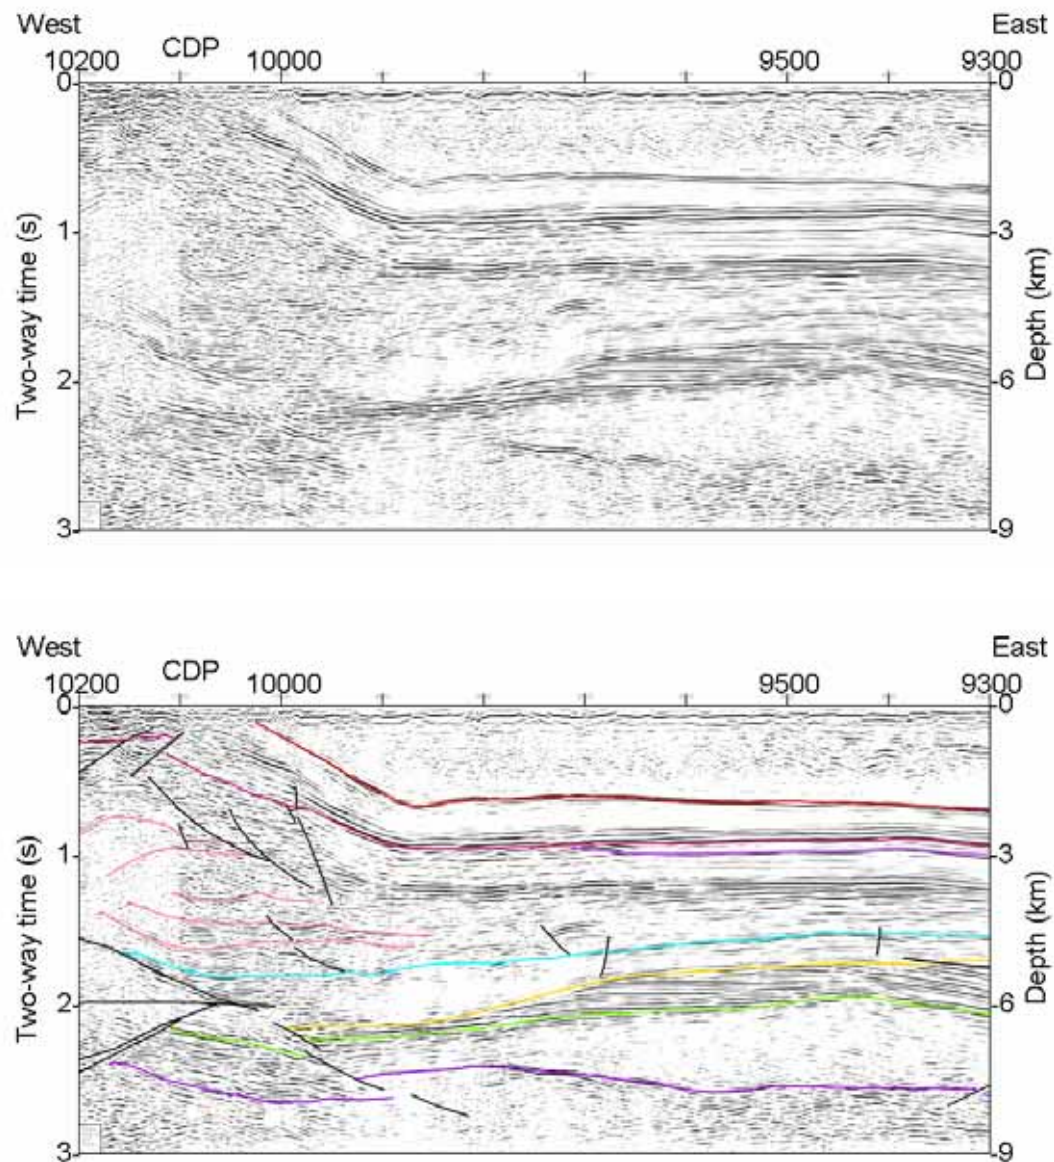 West East
CDP
10200 10000 9500 9300
0 0
1 3
2 6
3 9
Two-way time (s)
Depth (km)
West East
CDP
10200 10000 9500 9300
0 0
1 3
2 6
3 9
Two-way time (s)
Depth (km)